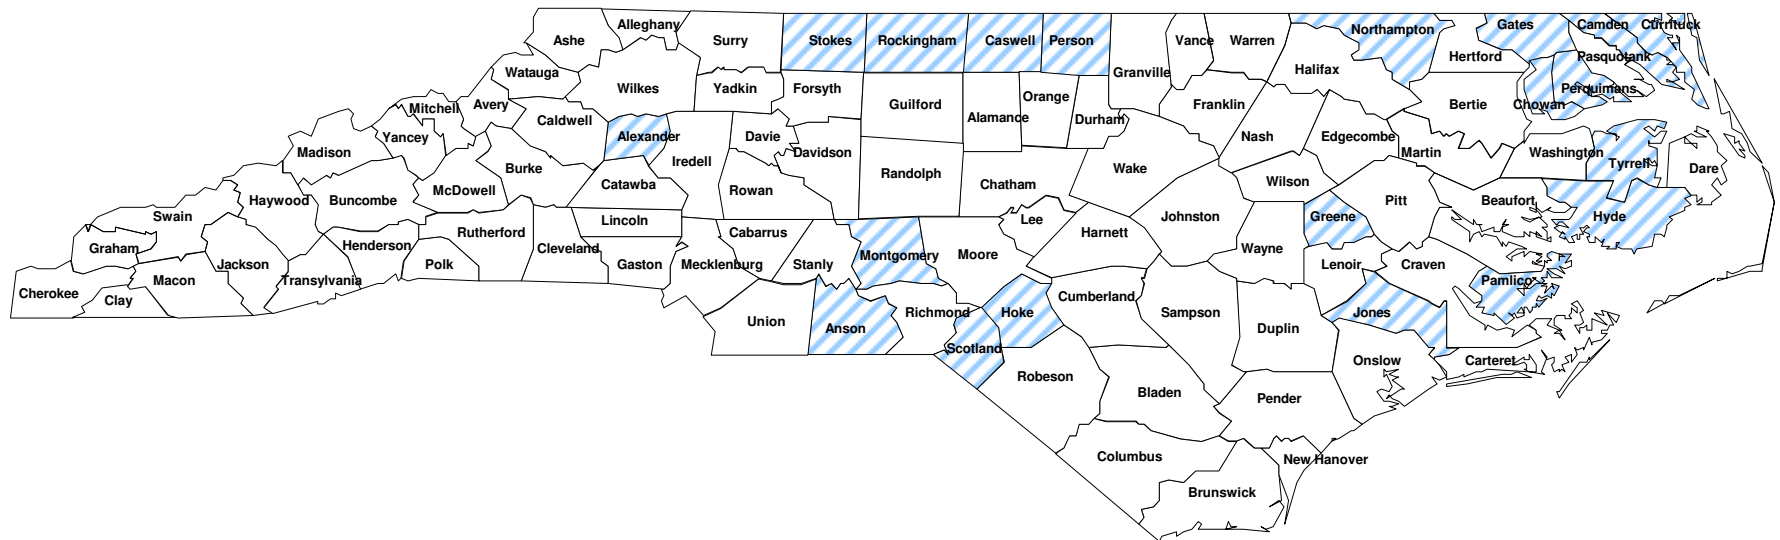 Alleghany
Ashe
Surry
Stokes
Rockingham
Caswell
Person
Vance
Warren
Northampton
Gates
Camden
Currituck
Watauga
Wilkes
Yadkin
Forsyth
Granville
Halifax
Hertford
Pasquotank
Mitchell
Avery
Caldwell
Guilford
Alamance
Orange
Durham
Franklin
Bertie
Chowan
Perquimans
Madison
Yancey
Alexander
Iredell
Davie
Davidson
Nash
Edgecombe
Martin
Washington
Tyrrell
Dare
Haywood
Buncombe
McDowell
Burke
Catawba
Rowan
Randolph
Chatham
Wake
Wilson
Pitt
Beaufort
Hyde
Swain
Rutherford
Lincoln
Cabarrus
Lee
Harnett
Johnston
Greene
Graham
Henderson
Cleveland
Montgomery
Moore
Wayne
Lenoir
Craven
Pamlico
Cherokee
Clay
Macon
Jackson
Transylvania
Polk
Gaston
Mecklenburg
Stanly
Union
Anson
Richmond
Scotland
Hoke
Cumberland
Sampson
Duplin
Jones
Onslow
Carteret
Robeson
Bladen
Pender
Columbus
New Hanover
Brunswick